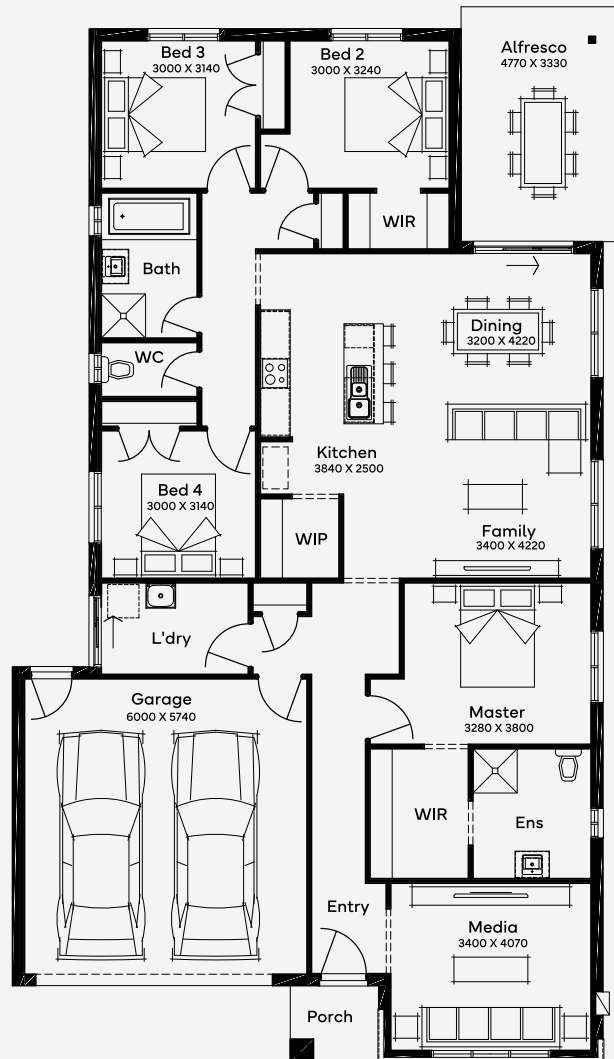 Bed 3
3000 X 3140
Bed 2
3000 X 3240
Alfresco
4770 X 3330
WIR
Bath
Dining
3200 X 4220
WC
Kitchen
3840 X 2500
Bed 4
3000 X 3140
Family
3400 X 4220
WIP
L'dry
Garage
6000 X 5740
Master
3280 X 3800
WIR
Ens
Entry
Media
3400 X 4070
Porch